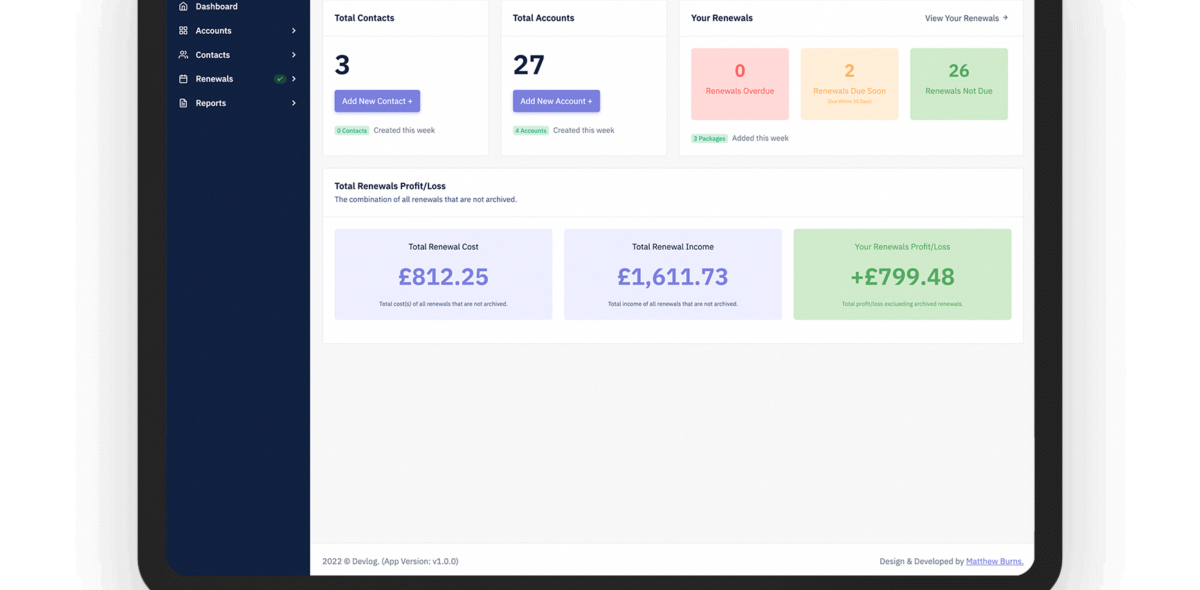 Dashboard
Accounts
Contacts
Renewals
Reports
Total Contacts
3
Add New Contact +
0 Contacts Created this week
Total Accounts
27
Add New Account +
4 Accounts Created this week
Your Renewals
View Your Renewals
0
Renewals Overdue
2
Renewals Due Soon
(Due Within 30 Days)
26
Renewals Not Due
3 Packages Added this week
Total Renewals Profit/Loss
The combination of all renewals that are not archived.
Total Renewal Cost
£812.25
Total cost(s) of all renewals that are not archived.
Total Renewal Income
£1,611.73
Total income of all renewals that are not archived.
Your Renewals Profit/Loss
+£799.48
Total profit/loss exclueding archived renewals.
2022 © Devlog. (App Version: v1.0.0)
Design & Developed by Matthew Burns.